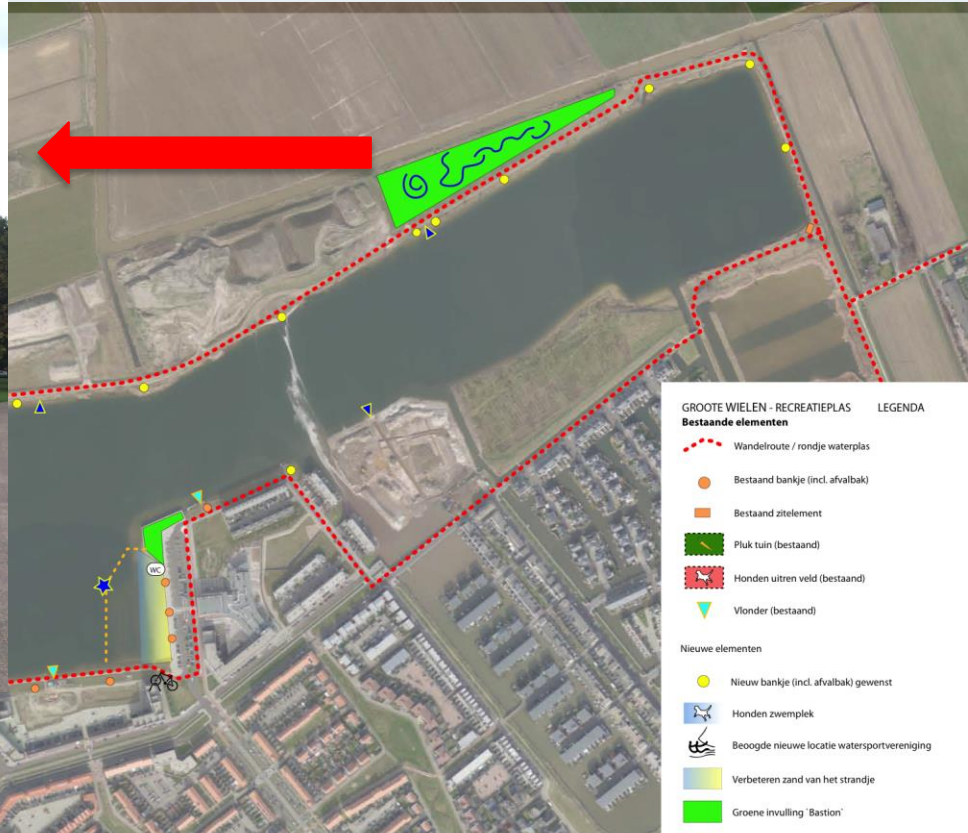 WC
GROOTE WIELEN - RECREATIEPLAS LEGENDA
Bestaande elementen
Wandelroute / rondje waterplas
Bestaand bankje (incl. afvalbak)
Bestaand zitelement
Pluk tuin (bestaand)
Honden uitren veld (bestaand)
Vlonder (bestaand)
Nieuwe elementen
Nieuw bankje (incl. afvalbak) gewenst
Honden zwemplek
Beoogde nieuwe locatie watersportvereniging
Verbeteren zand van het strandje
Groene invulling `Bastion`